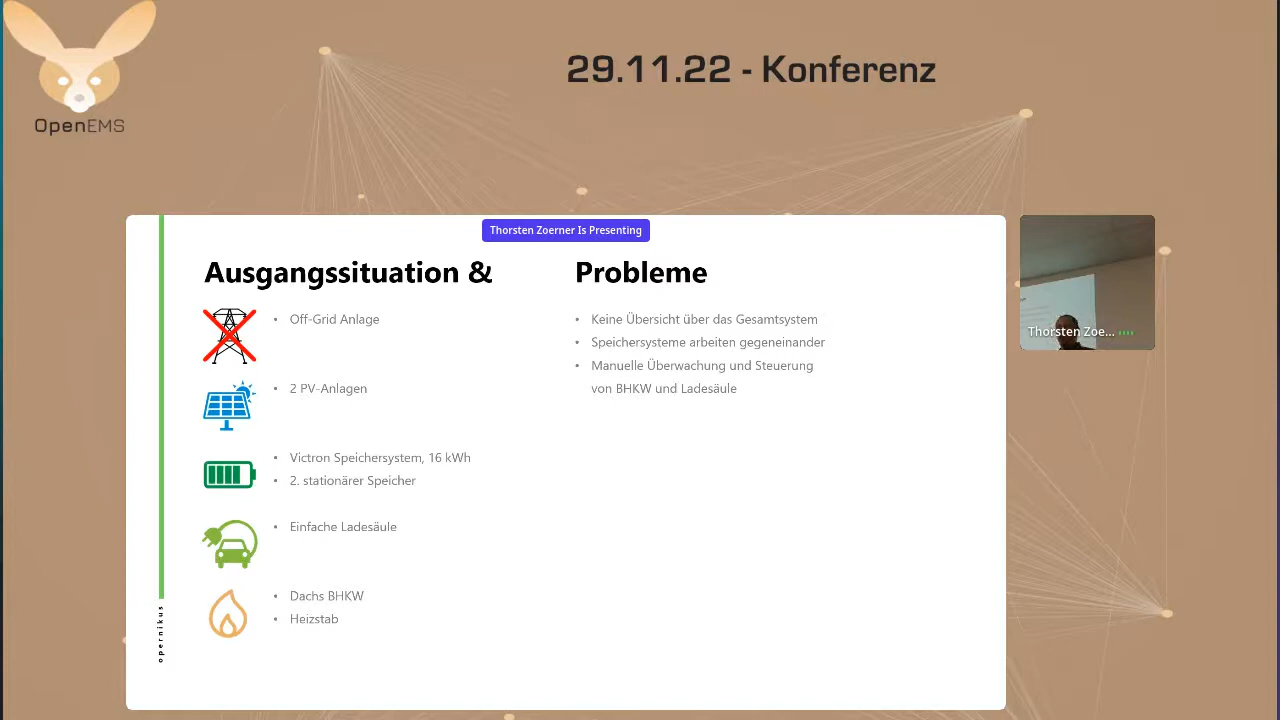 OpenEMS
29.11.22 - Konferenz
Thorsten Zoerner Is Presenting
Ausgangssituation &
• Off-Grid Anlage
• 2 PV-Anlagen
• Victron Speichersystem, 16 kWh
• 2. stationärer Speicher
• Einfache Ladesäule
• Dachs BHKW
• Heizstab
Probleme
• Keine Übersicht über das Gesamtsystem
• Speichersysteme arbeiten gegeneinander
• Manuelle Überwachung und Steuerung
von BHKW und Ladesäule
opernikus
Thorsten Zoe...